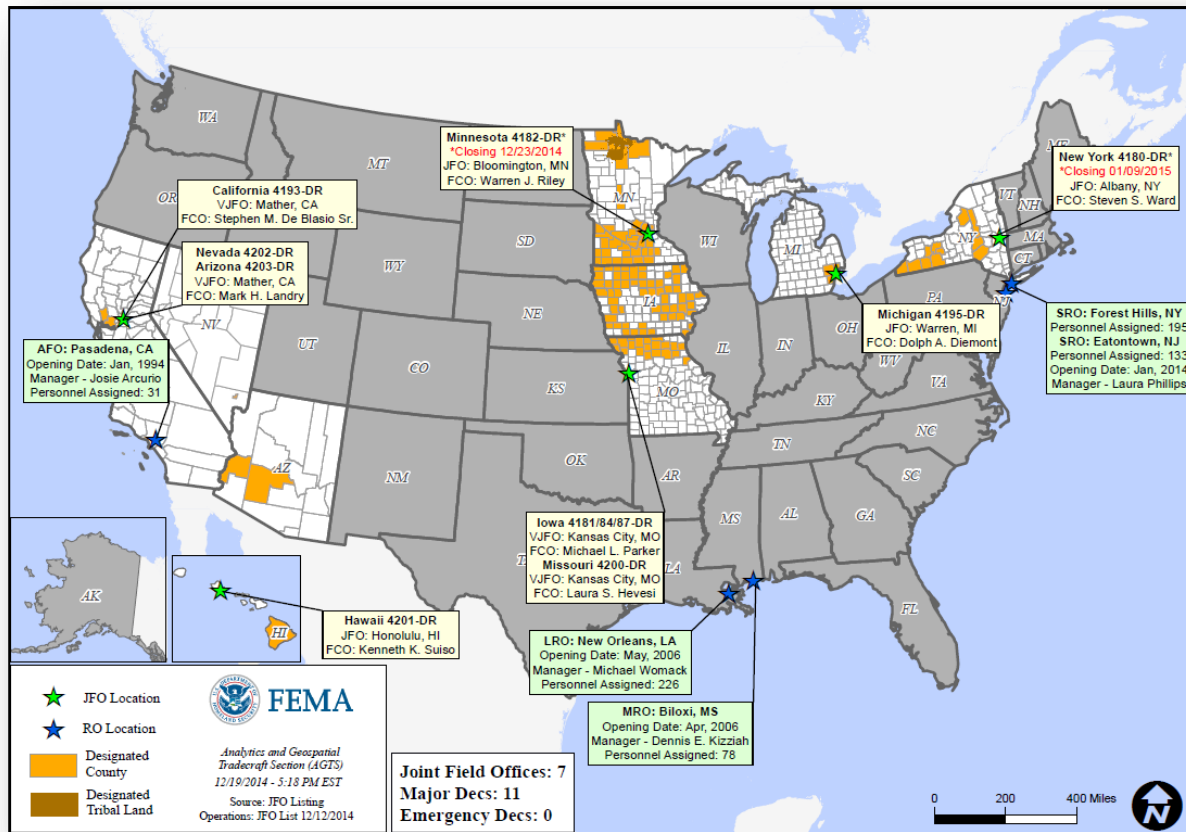 WA
OR
MT
SD
WY
NE
NV
UT
CO
KS
AZ
NM
OK
MN
WI
IA
MO
AR
LA
IL
IN
MI
OH
KY
TN
MS
AL
GA
FL
SC
NC
VA
WV
PA
NJ
NY
CT
MA
NH
VT
ME
AK
HI
Minnesota 4182-DR*
*Closing 12/23/2014
JFO: Bloomington, MN
FCO: Warren J. Riley
New York 4180-DR*
*Closing 01/09/2015
JFO: Albany, NY
FCO: Steven S. Ward
California 4193-DR
VJFO: Mather, CA
FCO: Stephen M. De Blasio Sr.
Nevada 4202-DR
Arizona 4203-DR
VJFO: Mather, CA
FCO: Mark H. Landry
Michigan 4195-DR
JFO: Warren, MI
FCO: Dolph A. Diemont
SRO: Forest Hills, NY
Personnel Assigned: 195
SRO: Eatontown, NJ
Personnel Assigned: 133
Opening Date: Jan, 2014
Manager - Laura Phillips
AFO: Pasadena, CA
Opening Date: Jan, 1994
Manager - Josie Arcurio
Personnel Assigned: 31
Iowa 4181/84/87-DR
VJFO: Kansas City, MO
FCO: Michael L. Parker
Missouri 4200-DR
VJFO: Kansas City, MO
FCO: Laura S. Hevesi
Hawaii 4201-DR
JFO: Honolulu, HI
FCO: Kenneth K. Suiso
LRO: New Orleans, LA
Opening Date: May, 2006
Manager - Michael Womack
Personnel Assigned: 226
MRO: Biloxi, MS
Opening Date: Apr, 2006
Manager - Dennis E. Kizziah
Personnel Assigned: 78
JFO Location
RO Location
Designated
County
Designated
Tribal Land
FEMA
Analytics and Geospatial
Tradecraft Section (AGTS)
12/19/2014 - 5:18 PM EST
Source: JFO Listing
Operations: JFO List 12/12/2014
Joint Field Offices: 7
Major Decs: 11
Emergency Decs: 0
0 200 400 Miles
N